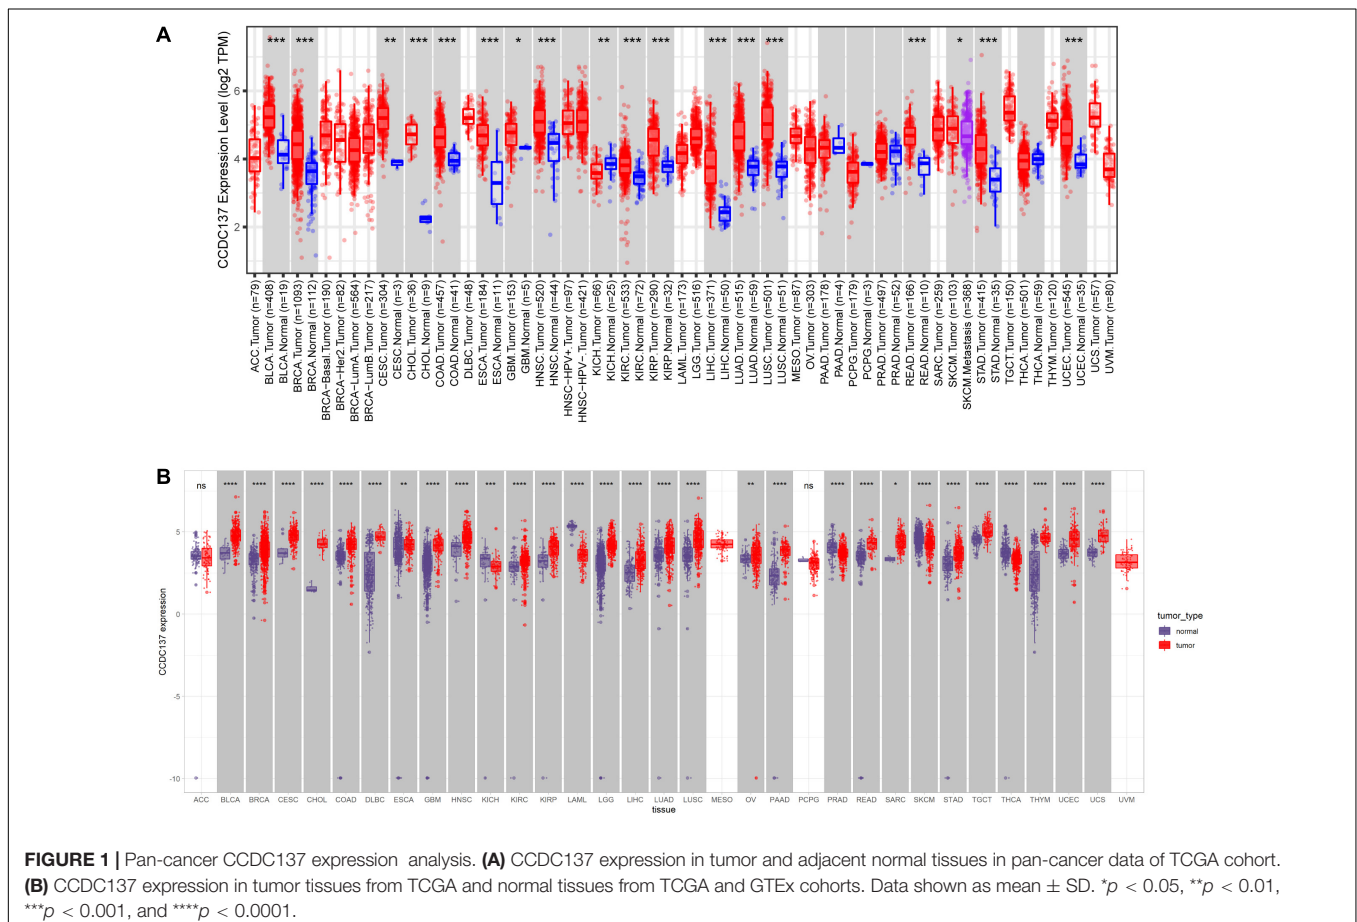 A
CCDC137 Expression Level (log2 TPM)
6
4
2
*** *** ** *** *** *** * *** ** *** *** *** *** *** *** * *** ***
ACC.Tumor (n=79)
BLCA.Tumor (n=408)
BLCA.Normal (n=19)
BRCA.Tumor (n=1093)
BRCA.Normal (n=112)
BRCA-Basal.Tumor (n=190)
BRCA-Her2.Tumor (n=82)
BRCA-LumA.Tumor (n=564)
BRCA-LumB.Tumor (n=217)
CESC.Tumor (n=304)
CESC.Normal (n=3)
CHOL.Tumor (n=36)
CHOL.Normal (n=9)
COAD.Tumor (n=457)
COAD.Normal (n=41)
DLBC.Tumor (n=48)
ESCA.Tumor (n=184)
ESCA.Normal (n=11)
GBM.Tumor (n=153)
GBM.Normal (n=5)
HNSC.Tumor (n=520)
HNSC.Normal (n=44)
HNSC-HPV+.Tumor (n=97)
HNSC-HPV-.Tumor (n=421)
KICH.Tumor (n=66)
KICH.Normal (n=25)
KIRC.Tumor (n=533)
KIRC.Normal (n=72)
KIRP.Tumor (n=290)
KIRP.Normal (n=32)
LAML.Tumor (n=173)
LGG.Tumor (n=516)
LIHC.Tumor (n=371)
LIHC.Normal (n=50)
LUAD.Tumor (n=515)
LUAD.Normal (n=59)
LUSC.Tumor (n=501)
LUSC.Normal (n=51)
MESO.Tumor (n=87)
OV.Tumor (n=303)
PAAD.Tumor (n=178)
PAAD.Normal (n=4)
PCPG.Tumor (n=179)
PCPG.Normal (n=3)
PRAD.Tumor (n=497)
PRAD.Normal (n=52)
READ.Tumor (n=166)
READ.Normal (n=10)
SARC.Tumor (n=259)
SKCM.Tumor (n=103)
SKCM.Metastasis (n=368)
STAD.Tumor (n=415)
STAD.Normal (n=35)
TGCT.Tumor (n=150)
THCA.Tumor (n=501)
THCA.Normal (n=59)
THYM.Tumor (n=120)
UCEC.Tumor (n=545)
UCEC.Normal (n=35)
UCS.Tumor (n=57)
UVM.Tumor (n=80)
B
CCDC137 expression
5
0
-5
-10
ns **** **** **** **** **** **** ** **** **** *** **** **** **** **** **** **** **** ** **** ns **** **** * **** **** **** **** **** **** ****
ACC BLCA BRCA CESC CHOL COAD DLBC ESCA GBM HNSC KICH KIRC KIRP LAML LGG LIHC LUAD LUSC MESO OV PAAD PCPG PRAD READ SARC SKCM STAD TGCT THCA THYM UCEC UCS UVM
tissue
tumor_type
normal
tumor
FIGURE 1 | Pan-cancer CCDC137 expression analysis. (A) CCDC137 expression in tumor and adjacent normal tissues in pan-cancer data of TCGA cohort.
(B) CCDC137 expression in tumor tissues from TCGA and normal tissues from TCGA and GTEx cohorts. Data shown as mean ± SD. *p < 0.05, **p < 0.01,
***p < 0.001, and ****p < 0.0001.